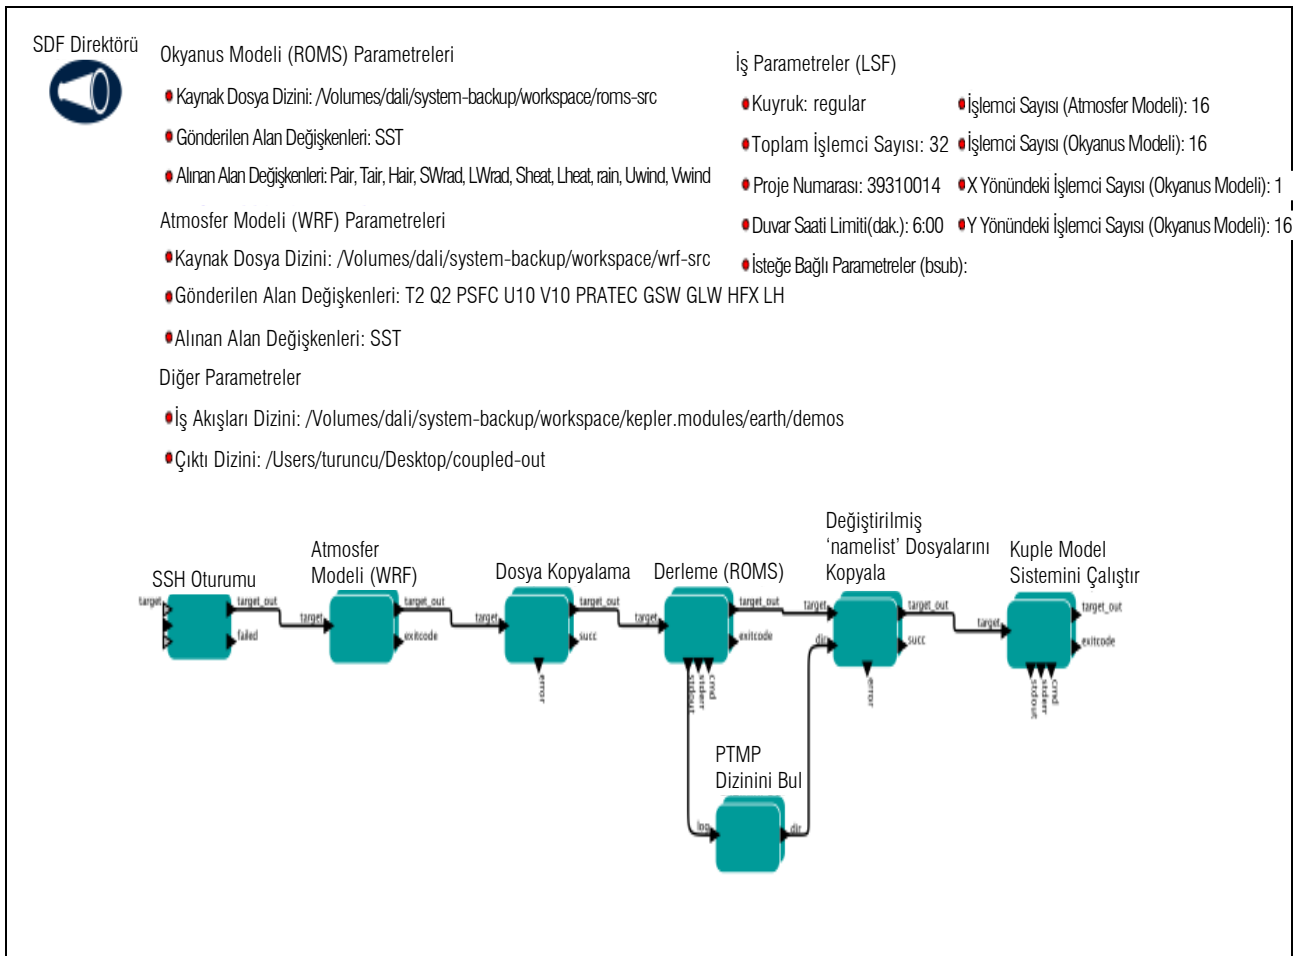 SDF Direktörü
Okyanus Modeli (ROMS) Parametreleri
Kaynak Dosya Dizini: /Volumes/dali/system-backup/workspace/roms-src
Gönderilen Alan Değişkenleri: SST
Alınan Alan Değişkenleri: Pair, Tair, Hair, SWrad, LWrad, Sheat, Lheat, rain, Uwind, Vwind
Atmosfer Modeli (WRF) Parametreleri
Kaynak Dosya Dizini: /Volumes/dali/system-backup/workspace/wrf-src
Gönderilen Alan Değişkenleri: T2 Q2 PSFC U10 V10 PRATEC GSW GLW HFX LH
Alınan Alan Değişkenleri: SST
Diğer Parametreler
İş Akışları Dizini: /Volumes/dali/system-backup/workspace/kepler.modules/earth/demos
Çıktı Dizini: /Users/turuncu/Desktop/coupled-out
İş Parametreler (LSF)
Kuyruk: regular
Toplam İşlemci Sayısı: 32
Proje Numarası: 39310014
Duvar Saati Limiti(dak.): 6:00
İsteğe Bağlı Parametreler (bsub):
İşlemci Sayısı (Atmosfer Modeli): 16
İşlemci Sayısı (Okyanus Modeli): 16
X Yönündeki İşlemci Sayısı (Okyanus Modeli): 1
Y Yönündeki İşlemci Sayısı (Okyanus Modeli): 16
SSH Oturumu
target
target_out
failed
Atmosfer
Modeli (WRF)
target
target_out
exitcode
Dosya Kopyalama
target
target_out
succ
error
Derleme (ROMS)
target
target_out
exitcode
stdout
stderr
cmd
PTMP
Dizinini Bul
log
dir
Değiştirilmiş
‘namelist’ Dosyalarını
Kopyala
target
dir
target_out
succ
error
Kuple Model
Sistemini Çalıştır
target
target_out
exitcode
stdout
stderr
cmd